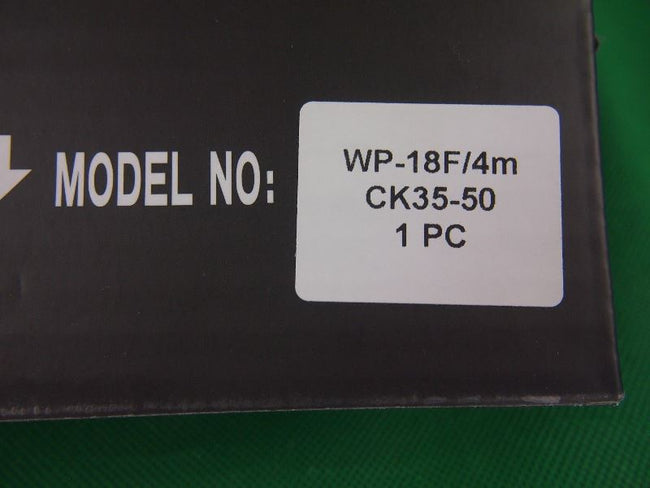 MODEL NO:
WP-18F/4m
CK35-50
1 PC